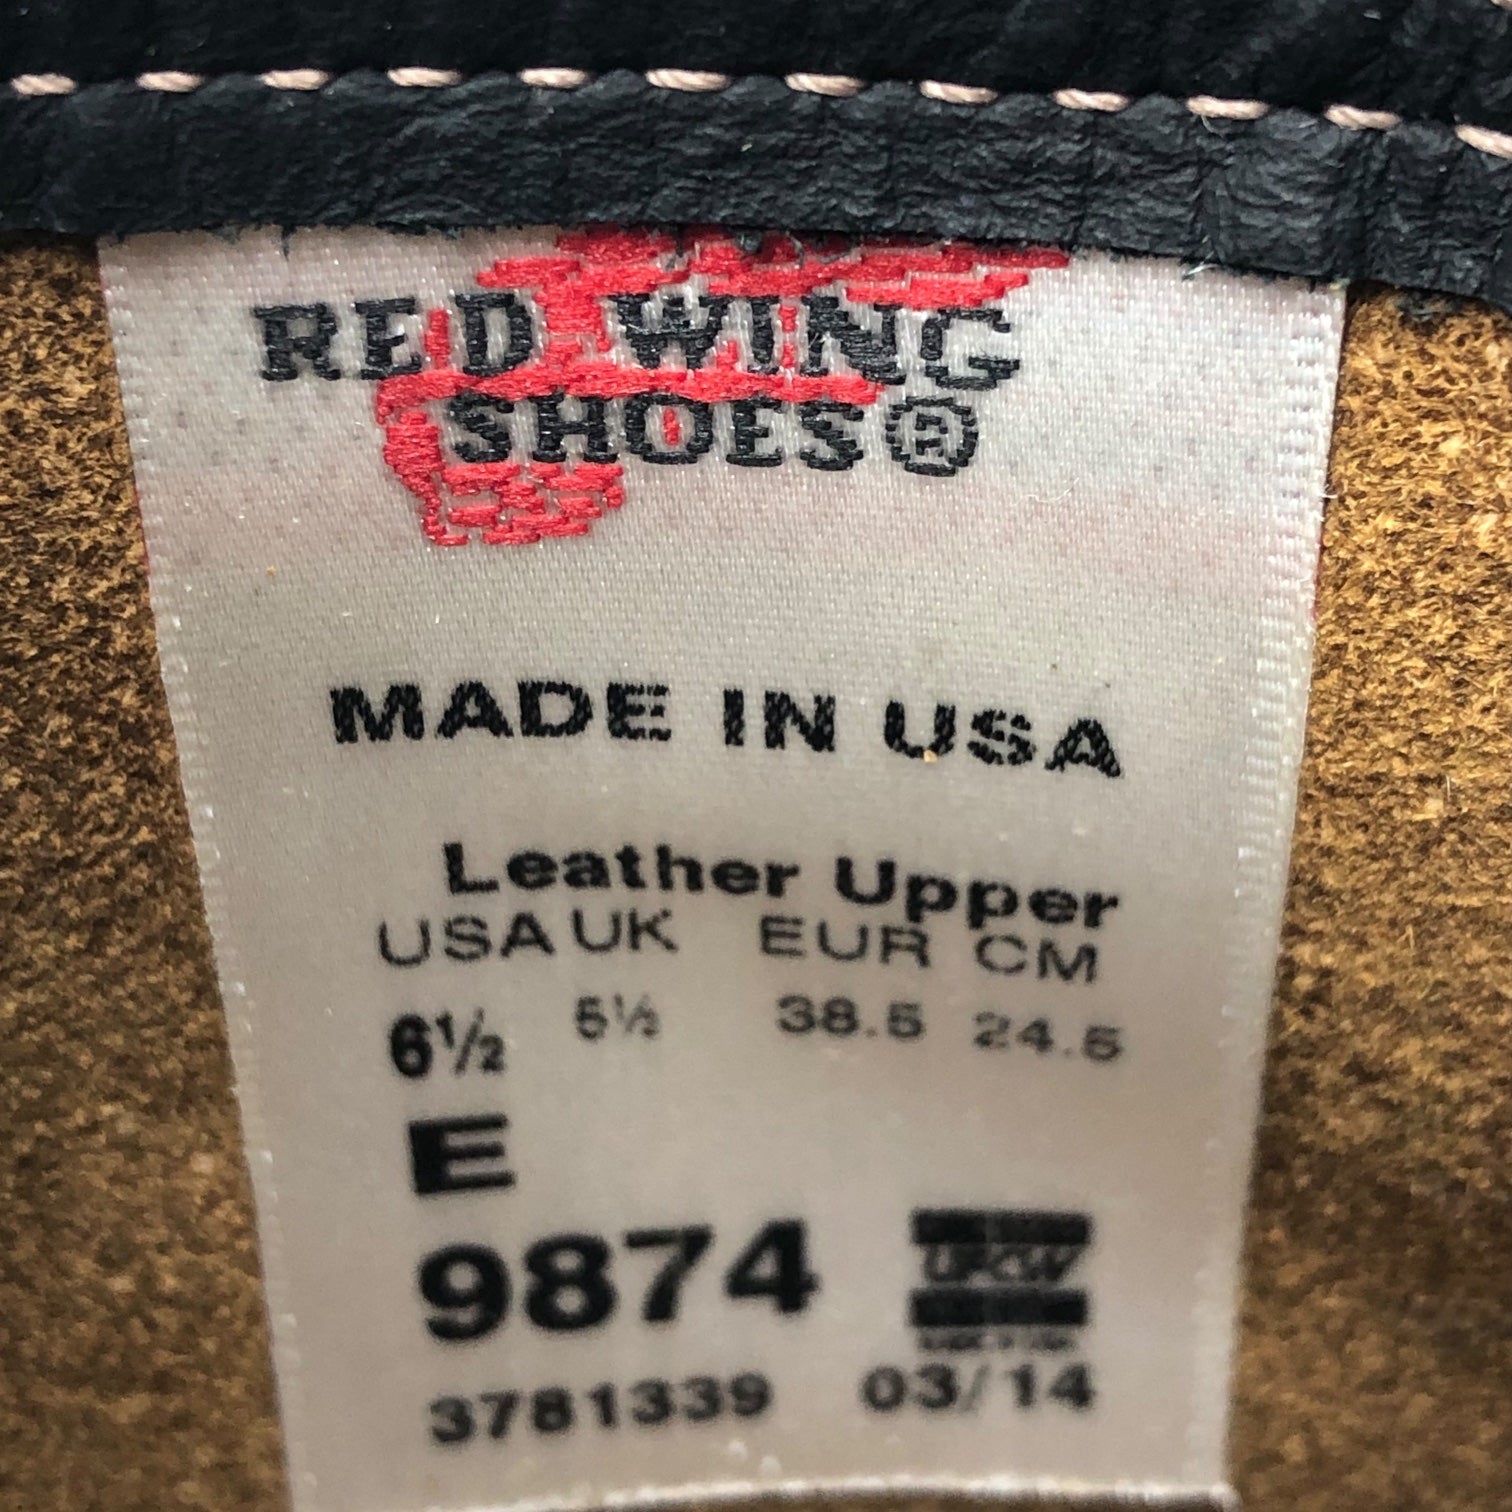 RED WING
SHOES®
MADE IN USA
Leather Upper
USA UK EUR CM
6½ 5½ 38.5 24.5
E
9874
UFCW
3781339 03/14